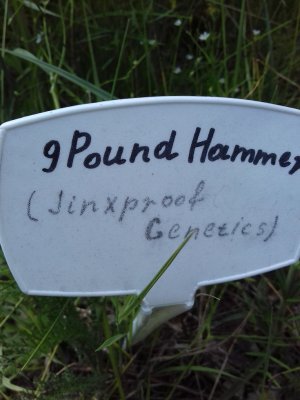 9 Pound Hammer
(Jinxproof
Genetics)